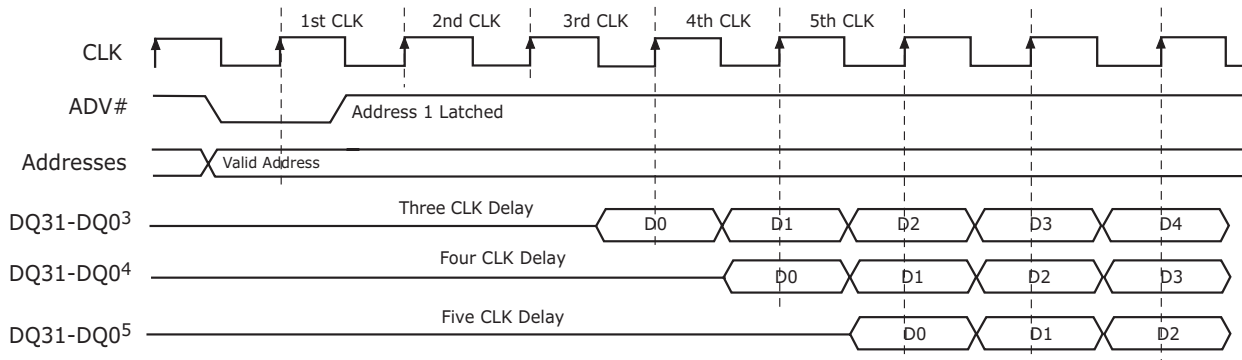 1st CLK 2nd CLK 3rd CLK 4th CLK 5th CLK
CLK
ADV# Address 1 Latched
Addresses Valid Address
DQ31-DQ0³ Three CLK Delay D0 D1 D2 D3 D4
DQ31-DQ0⁴ Four CLK Delay D0 D1 D2 D3
DQ31-DQ0⁵ Five CLK Delay D0 D1 D2